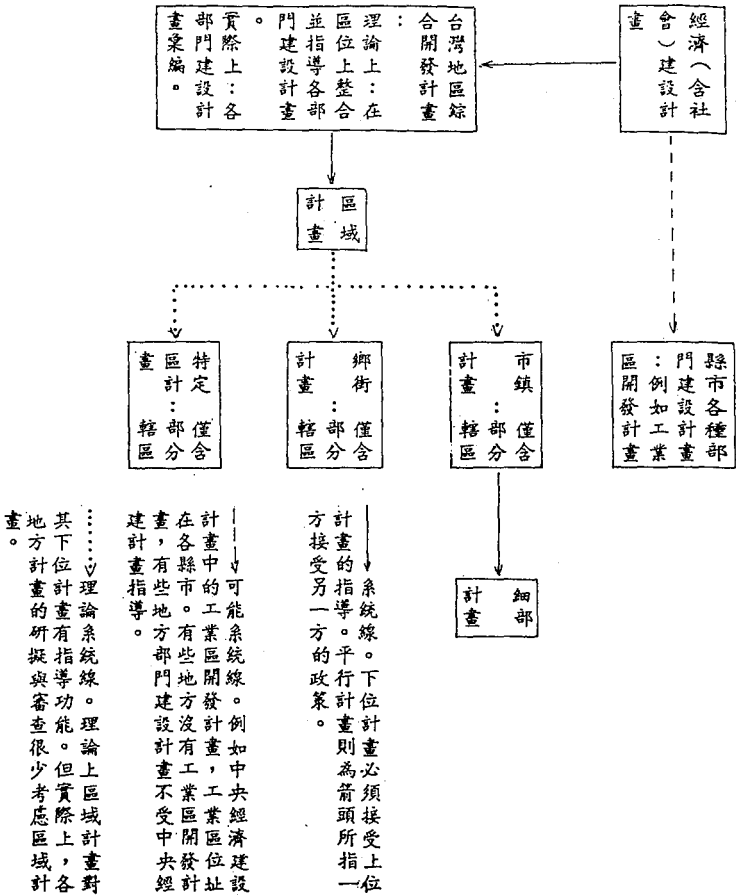 經濟（含社
會）建設計
畫
台灣地區綜
合開發計畫
：
理論上：在
區位上整合
並指導各部
門建設計畫
。
實際上：各
部門建設計
畫彙編。
區域
計畫
縣市各種部
門建設計畫
：例如工業
區開發計畫
市鎮：僅含
計畫 部分
轄區
鄉街：僅含
計畫 部分
轄區
特定：僅含
區計 部分
畫 轄區
細部
計畫
系統線。下位計畫必須接受上位
計畫的指導。平行計畫則為箭頭所指一
方接受另一方的政策。
可能系統線。例如中央經濟建設
計畫中的工業區開發計畫，工業區位址
在各縣市。有些地方沒有工業區開發計
畫，有些地方部門建設計畫不受中央經
建計畫指導。
理論系統線。理論上區域計畫對
其下位計畫有指導功能。但實際上，各
地方計畫的研擬與審查很少考慮區域計
畫。